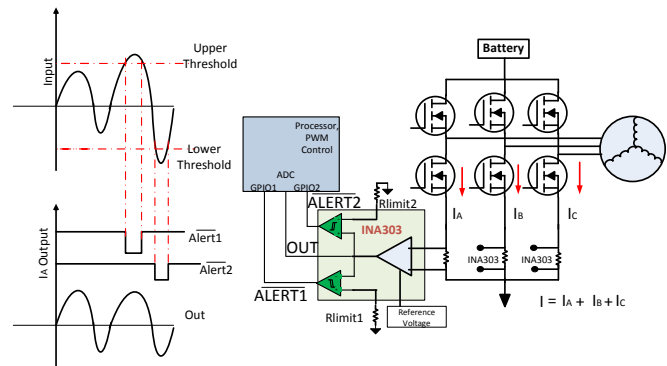 Input
Upper
Threshold
Lower
Threshold
IA Output
Alert1
Alert2
Out
Battery
Processor,
PWM
Control
ADC
GPIO1
GPIO2
ALERT2
Rlimit2
INA303
OUT
ALERT1
Rlimit1
Reference
Voltage
IA
IB
IC
INA303
INA303
I = IA + IB + IC